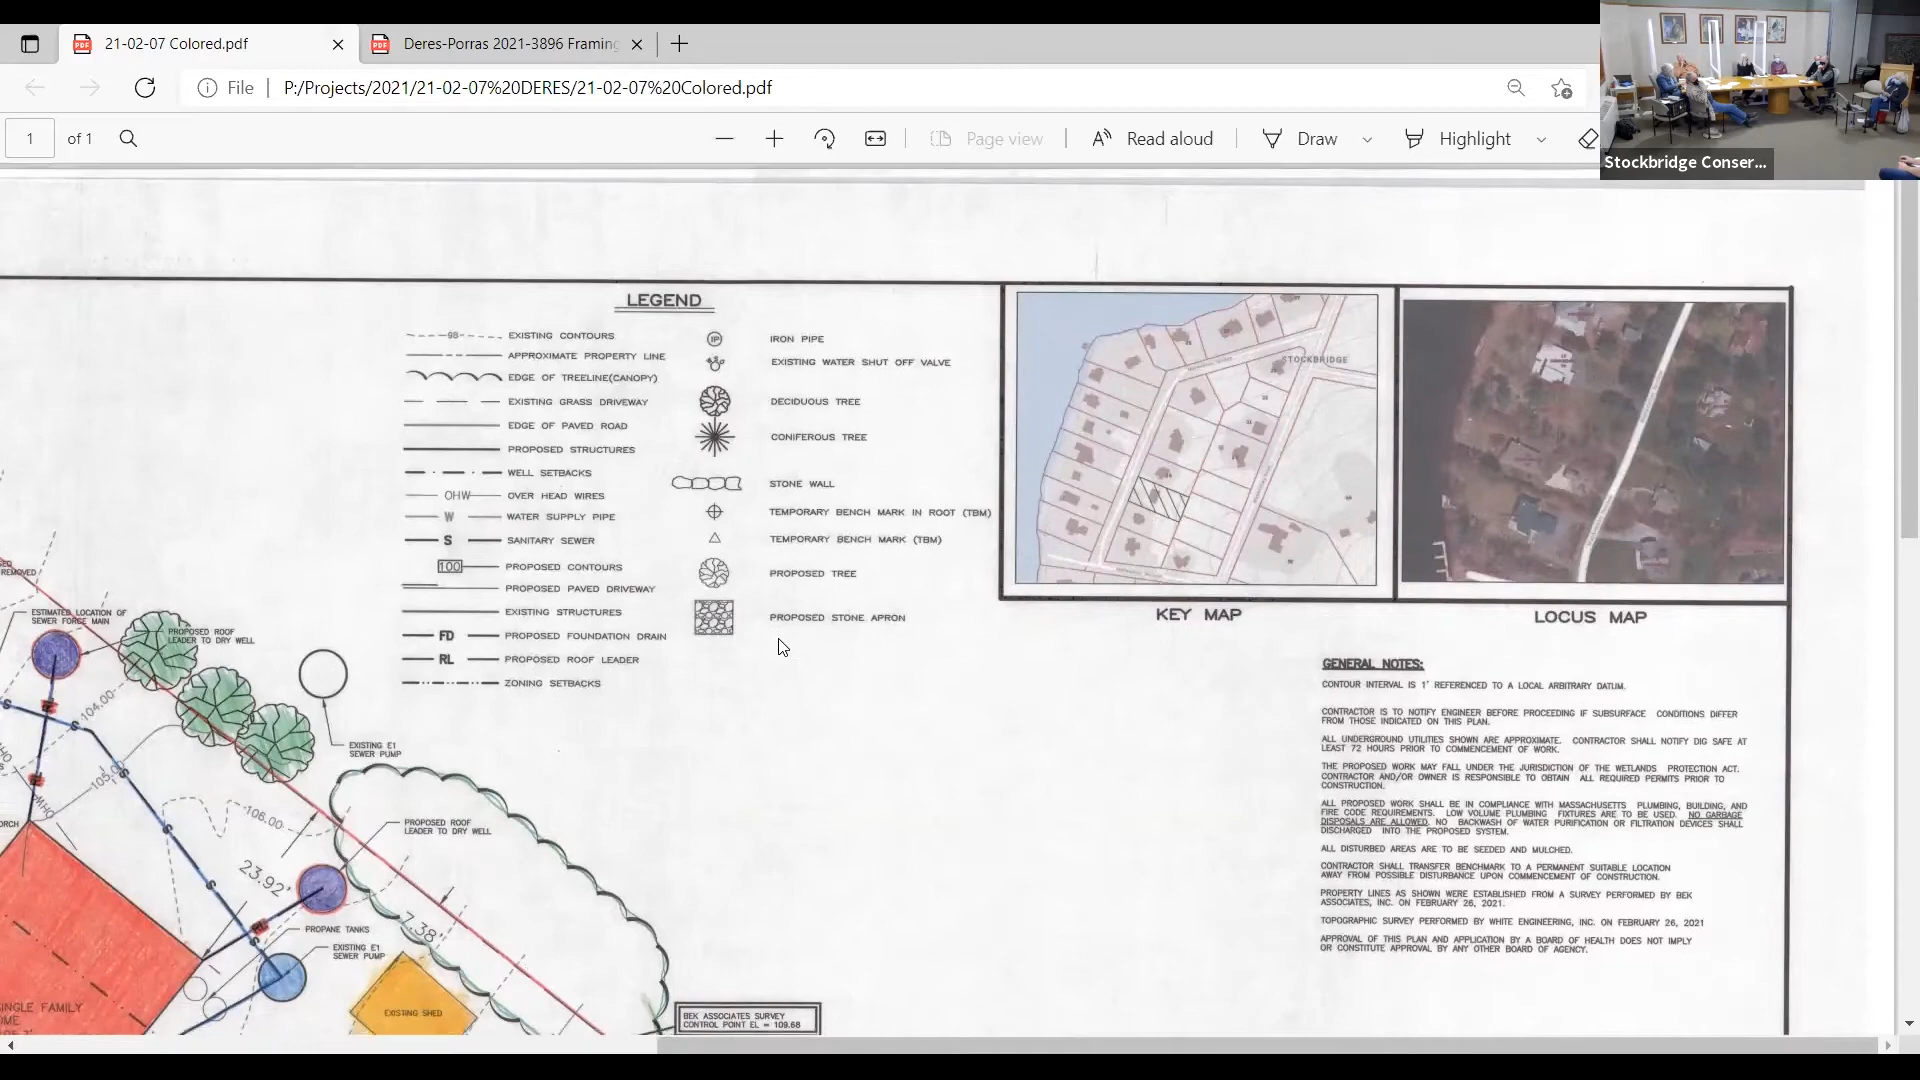 21-02-07 Colored.pdf
Deres-Porras 2021-3896 Framing
File
P:/Projects/2021/21-02-07%20DERES/21-02-07%20Colored.pdf
1 of 1
Page view
Read aloud
Draw
Highlight
Stockbridge Conser...
LEGEND
98
EXISTING CONTOURS
APPROXIMATE PROPERTY LINE
EDGE OF TREELINE(CANOPY)
EXISTING GRASS DRIVEWAY
EDGE OF PAVED ROAD
PROPOSED STRUCTURES
WELL SETBACKS
OHW OVER HEAD WIRES
W WATER SUPPLY PIPE
S SANITARY SEWER
100 PROPOSED CONTOURS
PROPOSED PAVED DRIVEWAY
EXISTING STRUCTURES
FD PROPOSED FOUNDATION DRAIN
RL PROPOSED ROOF LEADER
ZONING SETBACKS
IP IRON PIPE
EXISTING WATER SHUT OFF VALVE
DECIDUOUS TREE
CONIFEROUS TREE
STONE WALL
TEMPORARY BENCH MARK IN ROOT (TBM)
TEMPORARY BENCH MARK (TBM)
PROPOSED TREE
PROPOSED STONE APRON
STOCKBRIDGE
KEY MAP
LOCUS MAP
GENERAL NOTES:
CONTOUR INTERVAL IS 1' REFERENCED TO A LOCAL ARBITRARY DATUM.
CONTRACTOR IS TO NOTIFY ENGINEER BEFORE PROCEEDING IF SUBSURFACE CONDITIONS DIFFER
FROM THOSE INDICATED ON THIS PLAN.
ALL UNDERGROUND UTILITIES SHOWN ARE APPROXIMATE. CONTRACTOR SHALL NOTIFY DIG SAFE AT
LEAST 72 HOURS PRIOR TO COMMENCEMENT OF WORK.
THE PROPOSED WORK MAY FALL UNDER THE JURISDICTION OF THE WETLANDS PROTECTION ACT.
CONTRACTOR AND/OR OWNER IS RESPONSIBLE TO OBTAIN ALL REQUIRED PERMITS PRIOR TO
CONSTRUCTION.
ALL PROPOSED WORK SHALL BE IN COMPLIANCE WITH MASSACHUSETTS PLUMBING, BUILDING, AND
FIRE CODE REQUIREMENTS. LOW VOLUME PLUMBING FIXTURES ARE TO BE USED. NO GARBAGE
DISPOSALS ARE ALLOWED. NO BACKWASH OF WATER PURIFICATION OR FILTRATION DEVICES SHALL
DISCHARGED INTO THE PROPOSED SYSTEM.
ALL DISTURBED AREAS ARE TO BE SEEDED AND MULCHED.
CONTRACTOR SHALL TRANSFER BENCHMARK TO A PERMANENT SUITABLE LOCATION
AWAY FROM POSSIBLE DISTURBANCE UPON COMMENCEMENT OF CONSTRUCTION.
PROPERTY LINES AS SHOWN WERE ESTABLISHED FROM A SURVEY PERFORMED BY BEK
ASSOCIATES, INC. ON FEBRUARY 26, 2021.
TOPOGRAPHIC SURVEY PERFORMED BY WHITE ENGINEERING, INC. ON FEBRUARY 26, 2021
APPROVAL OF THIS PLAN AND APPLICATION BY A BOARD OF HEALTH DOES NOT IMPLY
OR CONSTITUTE APPROVAL BY ANY OTHER BOARD OF AGENCY.
REMOVED
ESTIMATED LOCATION OF
SEWER FORCE MAIN
PROPOSED ROOF
LEADER TO DRY WELL
104.00
EXISTING E1
SEWER PUMP
105.0
OHW
S
S
S
S
S
S
106.00
PROPOSED ROOF
LEADER TO DRY WELL
23.92'
7.38'
PROPANE TANKS
EXISTING E1
SEWER PUMP
EXISTING SHED
BEK ASSOCIATES SURVEY
CONTROL POINT EL = 109.68